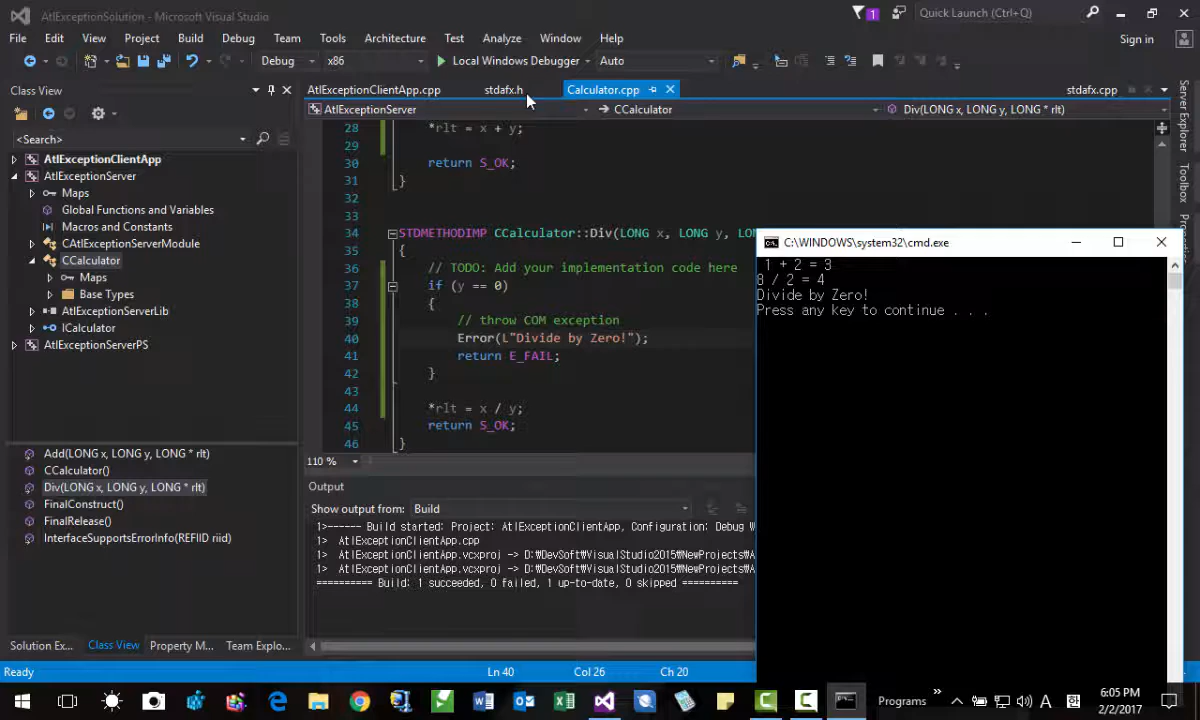 AtlExceptionSolution - Microsoft Visual Studio
1
Quick Launch (Ctrl+Q)
File Edit View Project Build Debug Team Tools Architecture Test Analyze Window Help
Sign in
Debug x86 Local Windows Debugger Auto
Class View
AtlExceptionClientApp.cpp stdafx.h Calculator.cpp stdafx.cpp
AtlExceptionServer CCalculator Div(LONG x, LONG y, LONG * rlt)
<Search>
AtlExceptionClientApp
AtlExceptionServer
Maps
Global Functions and Variables
Macros and Constants
CAtlExceptionServerModule
CCalculator
Maps
Base Types
AtlExceptionServerLib
ICalculator
AtlExceptionServerPS
Add(LONG x, LONG y, LONG * rlt)
CCalculator()
Div(LONG x, LONG y, LONG * rlt)
FinalConstruct()
FinalRelease()
InterfaceSupportsErrorInfo(REFIID riid)
Solution Ex... Class View Property M... Team Explo...
28 *rlt = x + y;
29
30 return S_OK;
31 }
32
33
34 STDMETHODIMP CCalculator::Div(LONG x, LONG y, LON
35 {
36 // TODO: Add your implementation code here
37 if (y == 0)
38 {
39 // throw COM exception
40 Error(L"Divide by Zero!");
41 return E_FAIL;
42 }
43
44 *rlt = x / y;
45 return S_OK;
46 }
110 %
Output
Show output from: Build
1>------ Build started: Project: AtlExceptionClientApp, Configuration: Debug W
1> AtlExceptionClientApp.cpp
1> AtlExceptionClientApp.vcxproj -> D:₩DevSoft₩VisualStudio2015₩NewProjects₩A
1> AtlExceptionClientApp.vcxproj -> D:₩DevSoft₩VisualStudio2015₩NewProjects₩A
========== Build: 1 succeeded, 0 failed, 1 up-to-date, 0 skipped ==========
C:\WINDOWS\system32\cmd.exe
1 + 2 = 3
8 / 2 = 4
Divide by Zero!
Press any key to continue . . .
Server Explorer
Toolbox
Ready Ln 40 Col 26 Ch 20
Programs
A
6:05 PM
2/2/2017